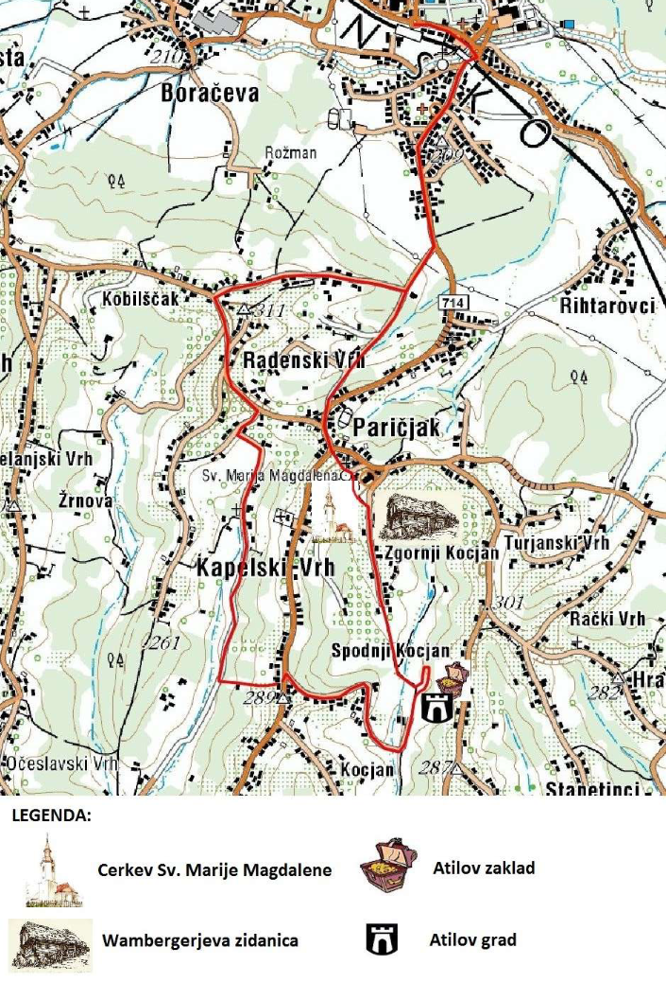 N
S
K
O
sta
210
Boračeva
Rožman
209
Kobilščak
311
714
Rihtarovci
Radenski Vrh
h
Paričjak
elanjski Vrh
Sv. Marija Magdalena
Žrnova
Zgornji Kocjan
Turjanski Vrh
Kapelski Vrh
301
Rački Vrh
261
Spodnji Kocjan
Hra
282
289
Očeslavski Vrh
Kocjan
287
Stanetinci
LEGENDA:
Cerkev Sv. Marije Magdalene
Atilov zaklad
Wambergerjeva zidanica
Atilov grad